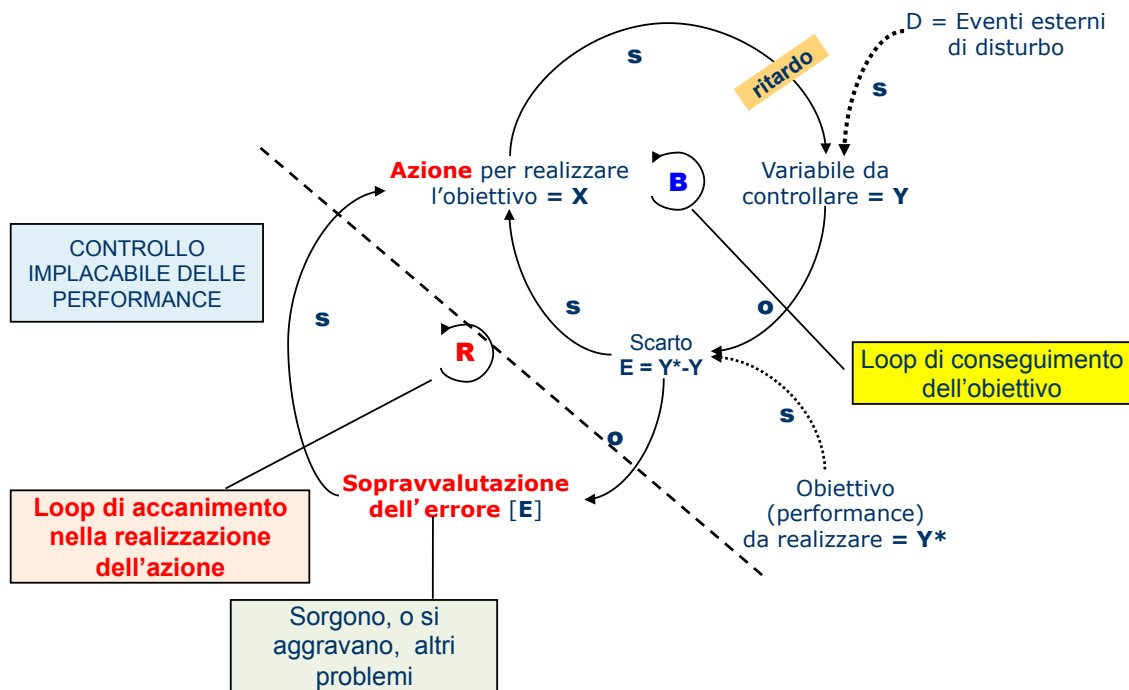 D = Eventi esterni
di disturbo
s
ritardo
s
Azione per realizzare
l'obiettivo = X
B
Variabile da
controllare = Y
CONTROLLO
IMPLACABILE DELLE
PERFORMANCE
s
s
o
R
Scarto
E = Y*-Y
Loop di conseguimento
dell'obiettivo
s
o
Sopravvalutazione
dell'errore [E]
Obiettivo
(performance)
da realizzare = Y*
Loop di accanimento
nella realizzazione
dell'azione
Sorgono, o si
aggravano, altri
problemi